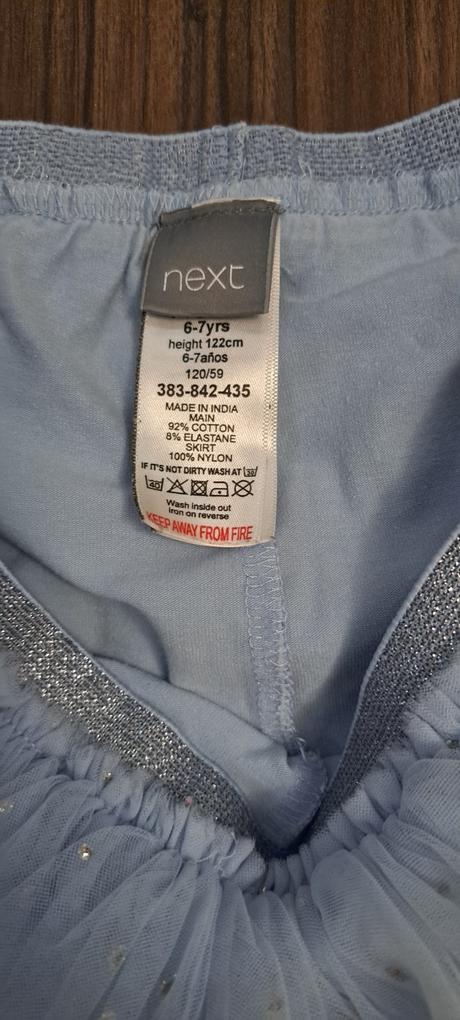 next
6-7yrs
height 122cm
6-7años
120/59
383-842-435
MADE IN INDIA
MAIN
92% COTTON
8% ELASTANE
SKIRT
100% NYLON
IF IT'S NOT DIRTY WASH AT 30
40
Wash inside out
iron on reverse
KEEP AWAY FROM FIRE